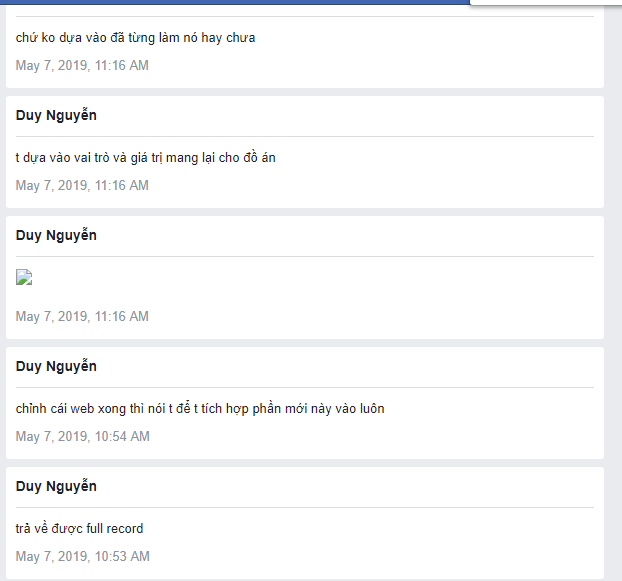 chứ ko dựa vào đã từng làm nó hay chưa
May 7, 2019, 11:16 AM
Duy Nguyễn
t dựa vào vai trò và giá trị mang lại cho đồ án
May 7, 2019, 11:16 AM
Duy Nguyễn
May 7, 2019, 11:16 AM
Duy Nguyễn
chỉnh cái web xong thì nói t để t tích hợp phần mới này vào luôn
May 7, 2019, 10:54 AM
Duy Nguyễn
trả về được full record
May 7, 2019, 10:53 AM